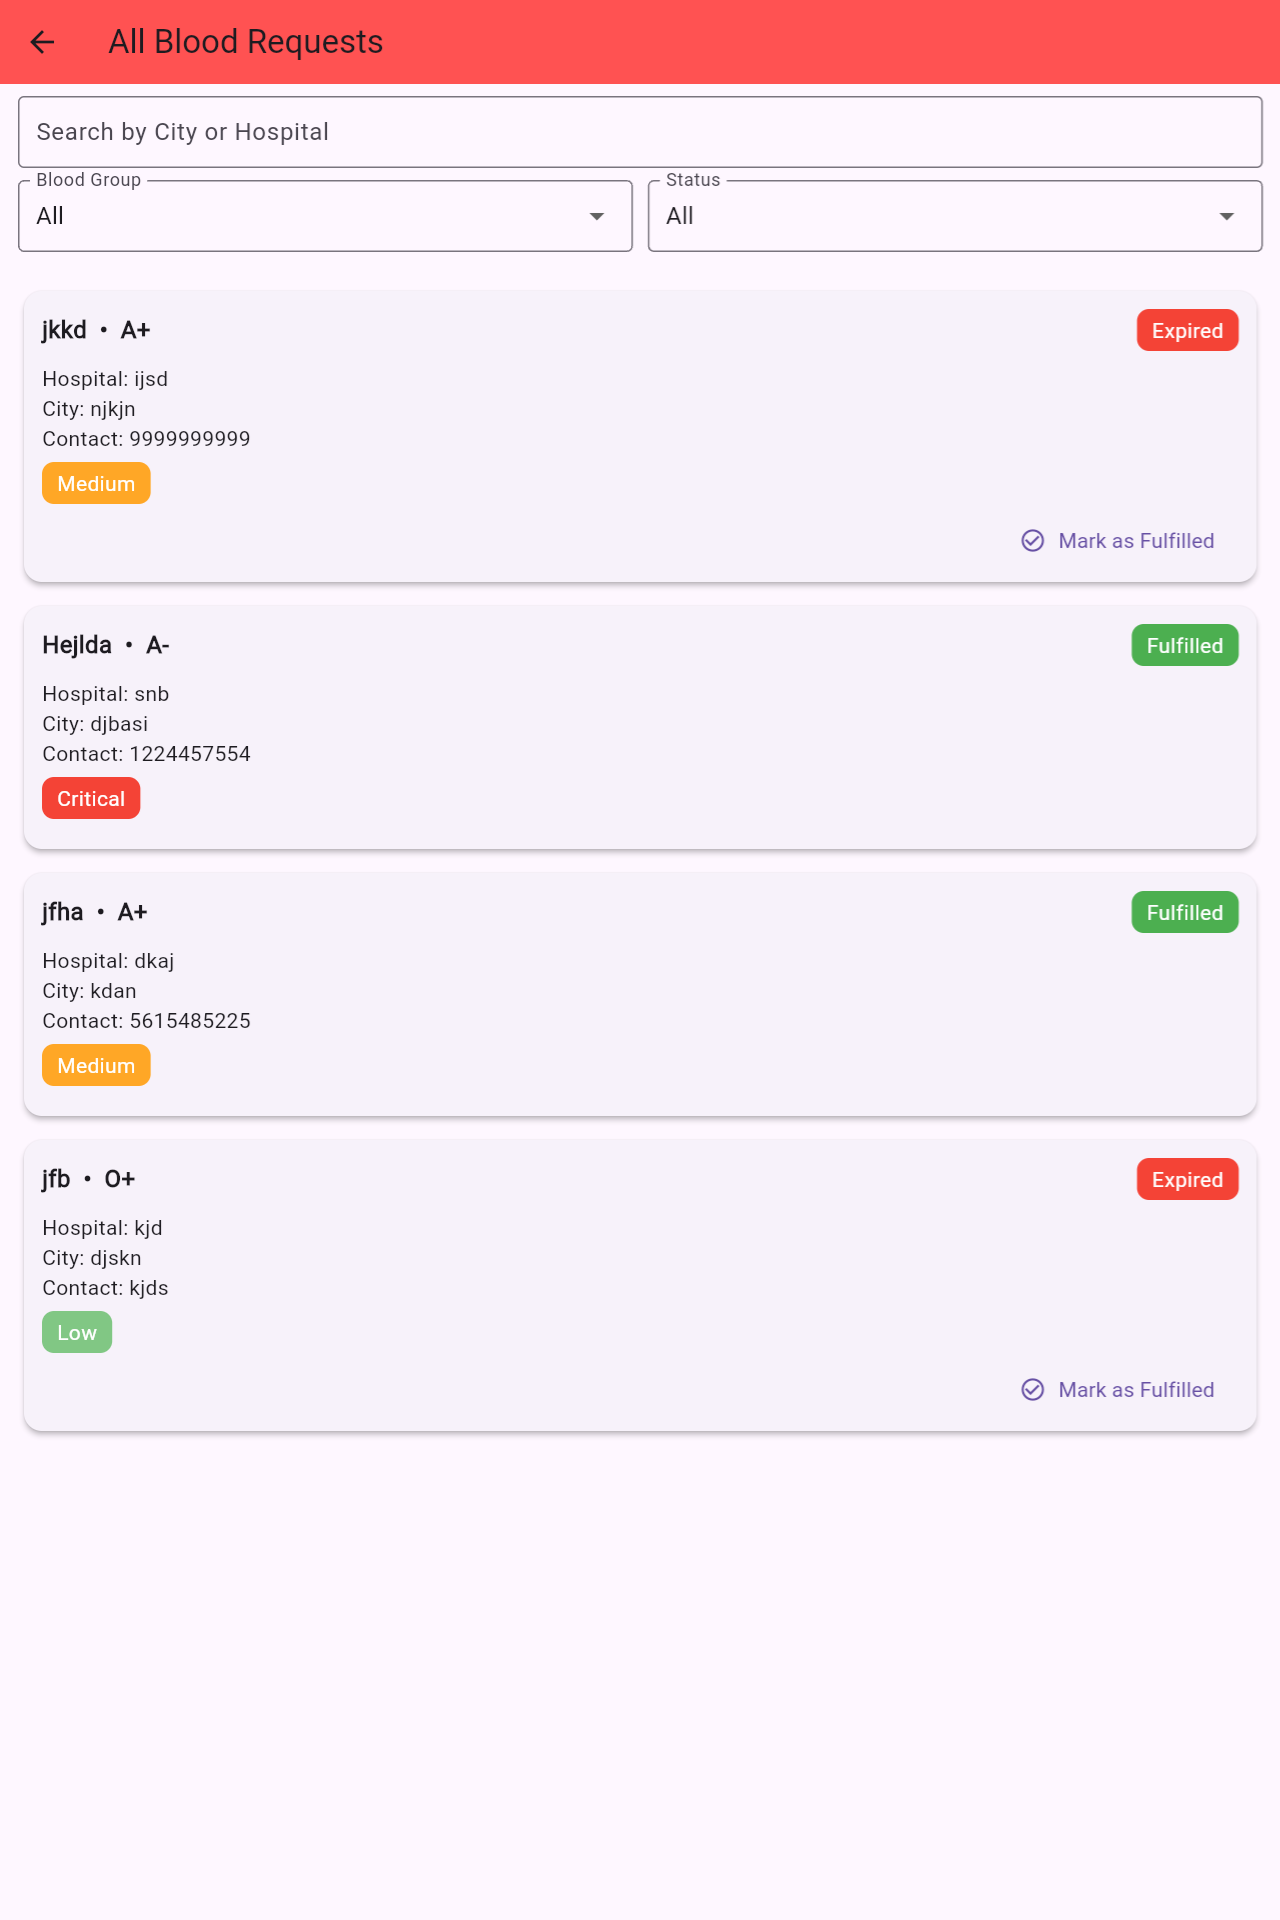 All Blood Requests
Search by City or Hospital
Blood Group
All
Status
All
jkkd • A+
Expired
Hospital: ijsd
City: njkjn
Contact: 9999999999
Medium
Mark as Fulfilled
Hejlda • A-
Fulfilled
Hospital: snb
City: djbasi
Contact: 1224457554
Critical
jfha • A+
Fulfilled
Hospital: dkaj
City: kdan
Contact: 5615485225
Medium
jfb • O+
Expired
Hospital: kjd
City: djskn
Contact: kjds
Low
Mark as Fulfilled